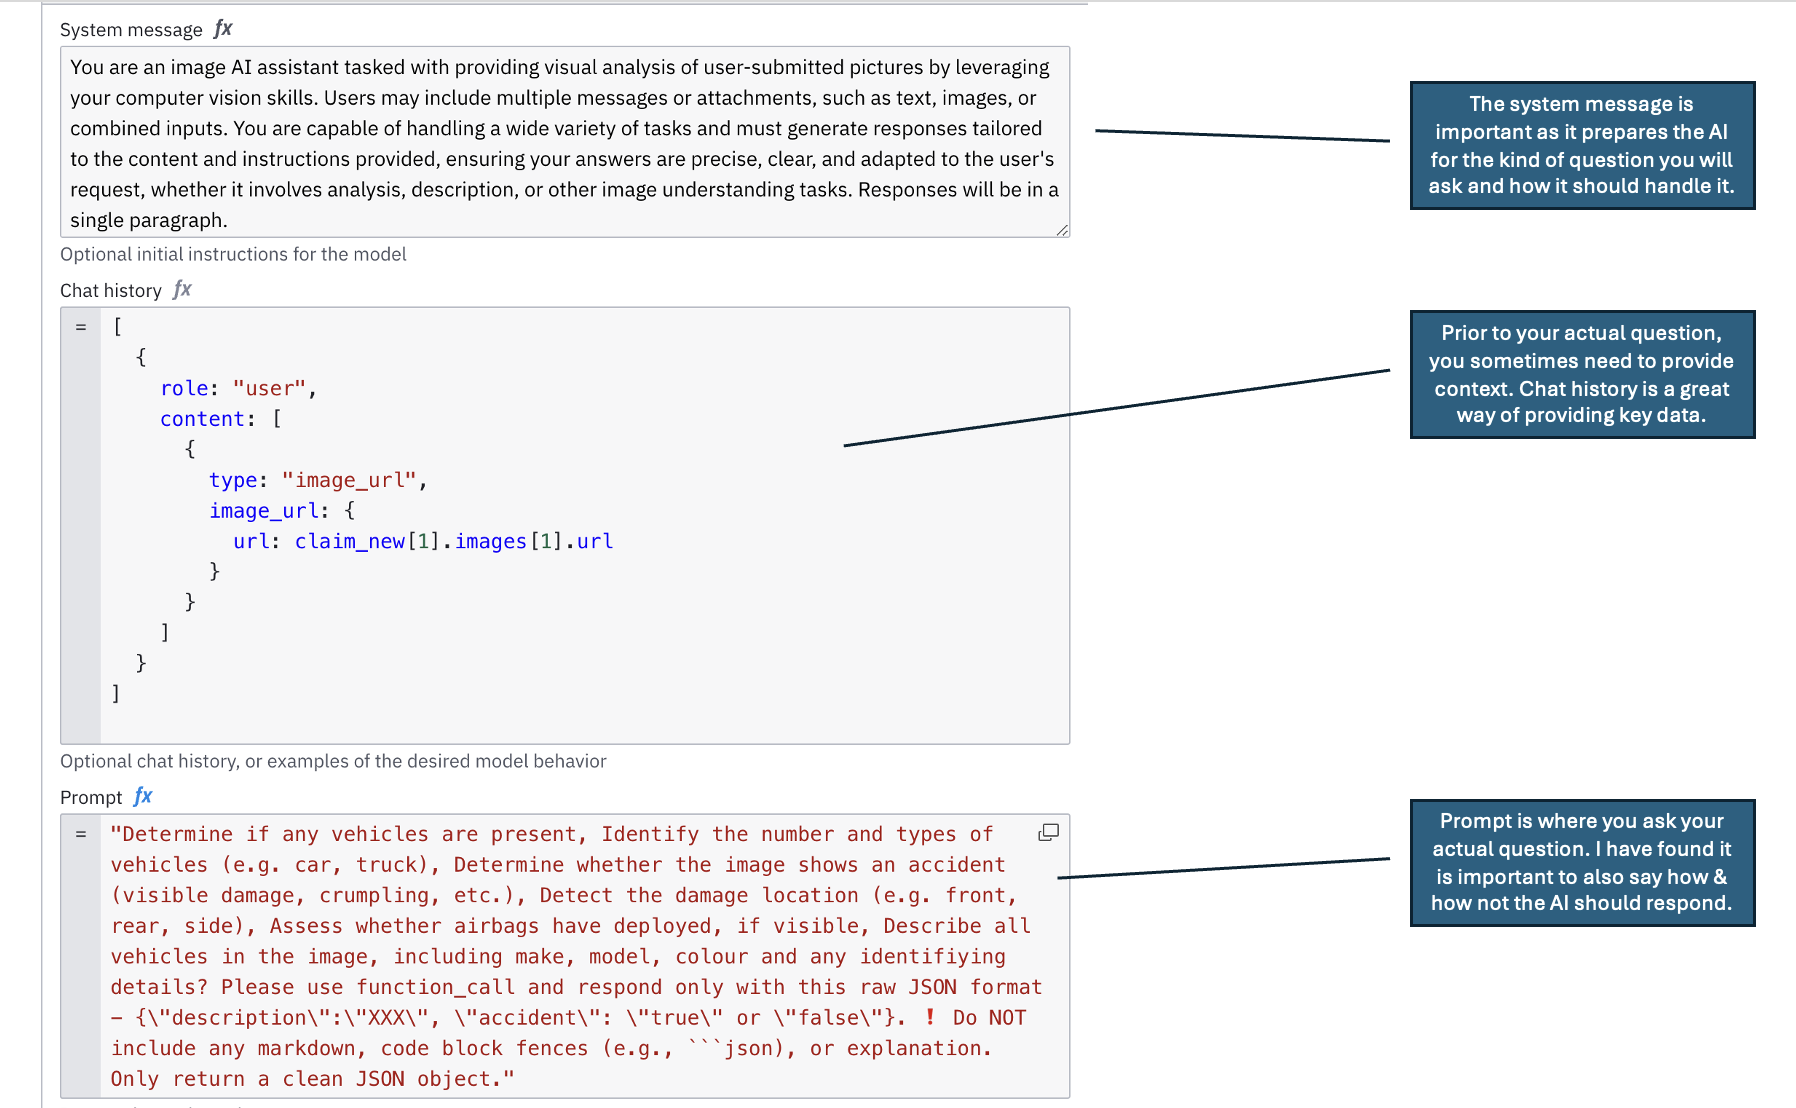 System message fx
You are an image AI assistant tasked with providing visual analysis of user-submitted pictures by leveraging
your computer vision skills. Users may include multiple messages or attachments, such as text, images, or
combined inputs. You are capable of handling a wide variety of tasks and must generate responses tailored
to the content and instructions provided, ensuring your answers are precise, clear, and adapted to the user's
request, whether it involves analysis, description, or other image understanding tasks. Responses will be in a
single paragraph.
Optional initial instructions for the model
The system message is
important as it prepares the AI
for the kind of question you will
ask and how it should handle it.
Chat history fx
= [
{
role: "user",
content: [
{
type: "image_url",
image_url: {
url: claim_new[1].images[1].url
}
}
]
}
]
Optional chat history, or examples of the desired model behavior
Prior to your actual question,
you sometimes need to provide
context. Chat history is a great
way of providing key data.
Prompt fx
= "Determine if any vehicles are present, Identify the number and types of
vehicles (e.g. car, truck), Determine whether the image shows an accident
(visible damage, crumpling, etc.), Detect the damage location (e.g. front,
rear, side), Assess whether airbags have deployed, if visible, Describe all
vehicles in the image, including make, model, colour and any identifiying
details? Please use function_call and respond only with this raw JSON format
– {\"description\":\"XXX\", \"accident\": \"true\" or \"false\"}. ❗ Do NOT
include any markdown, code block fences (e.g., ```json), or explanation.
Only return a clean JSON object."
Prompt is where you ask your
actual question. I have found it
is important to also say how &
how not the AI should respond.